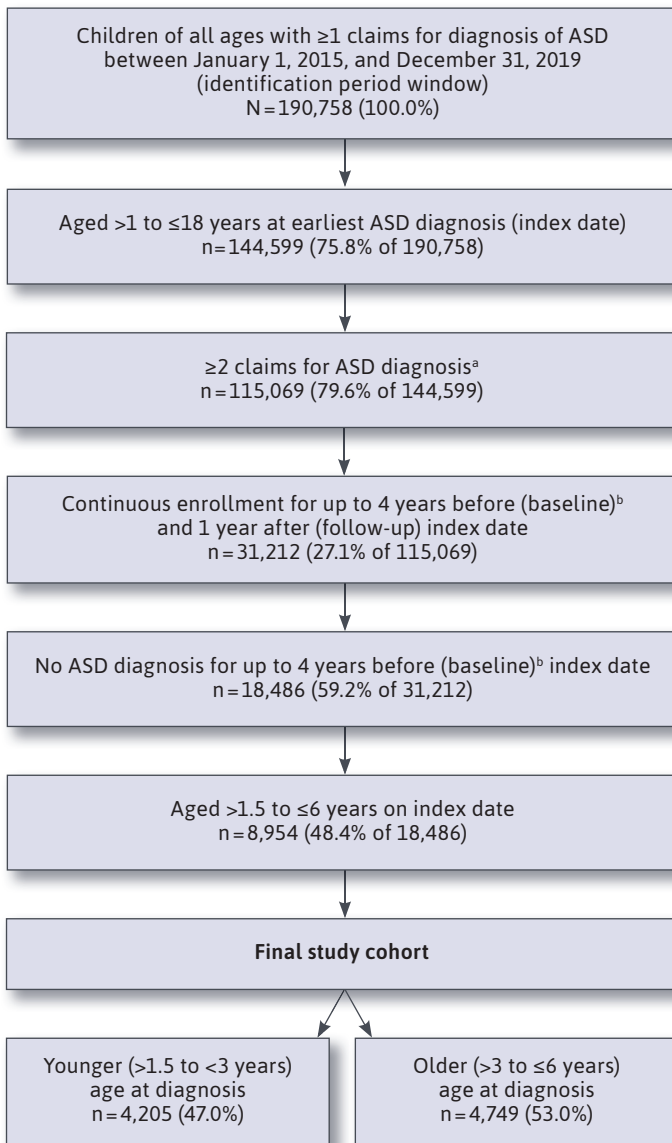 Children of all ages with ≥1 claims for diagnosis of ASD
between January 1, 2015, and December 31, 2019
(identification period window)
N=190,758 (100.0%)
Aged >1 to ≤18 years at earliest ASD diagnosis (index date)
n=144,599 (75.8% of 190,758)
≥2 claims for ASD diagnosisᵃ
n=115,069 (79.6% of 144,599)
Continuous enrollment for up to 4 years before (baseline)ᵇ
and 1 year after (follow-up) index date
n=31,212 (27.1% of 115,069)
No ASD diagnosis for up to 4 years before (baseline)ᵇ index date
n=18,486 (59.2% of 31,212)
Aged >1.5 to ≤6 years on index date
n=8,954 (48.4% of 18,486)
Final study cohort
Younger (>1.5 to <3 years)
age at diagnosis
n=4,205 (47.0%)
Older (>3 to ≤6 years)
age at diagnosis
n=4,749 (53.0%)